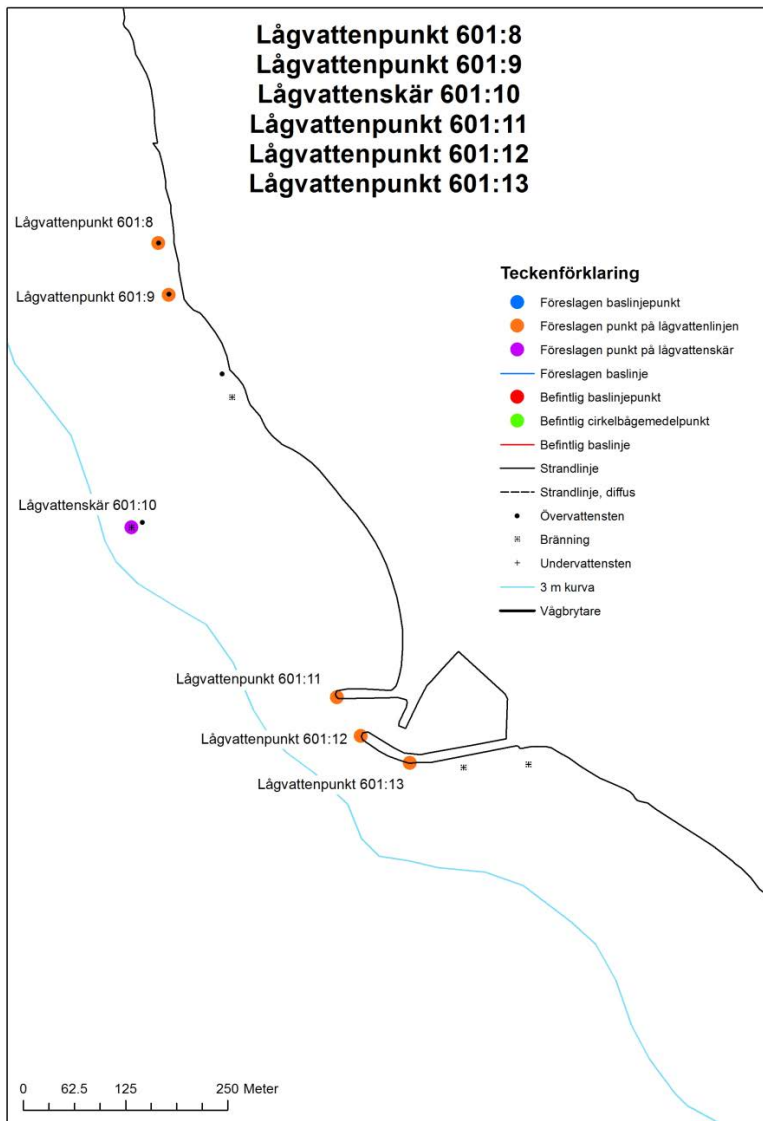 Lågvattenpunkt 601:8
Lågvattenpunkt 601:9
Lågvattenskär 601:10
Lågvattenpunkt 601:11
Lågvattenpunkt 601:12
Lågvattenpunkt 601:13
Lågvattenpunkt 601:8
Lågvattenpunkt 601:9
Teckenförklaring
Föreslagen baslinjepunkt
Föreslagen punkt på lågvattenlinjen
Föreslagen punkt på lågvattenskär
Föreslagen baslinje
Befintlig baslinjepunkt
Befintlig cirkelbågemedelpunkt
Befintlig baslinje
Strandlinje
Strandlinje, diffus
Övervattensten
Bränning
Undervattensten
3 m kurva
Vågbrytare
Lågvattenskär 601:10
Lågvattenpunkt 601:11
Lågvattenpunkt 601:12
Lågvattenpunkt 601:13
0 62.5 125 250 Meter